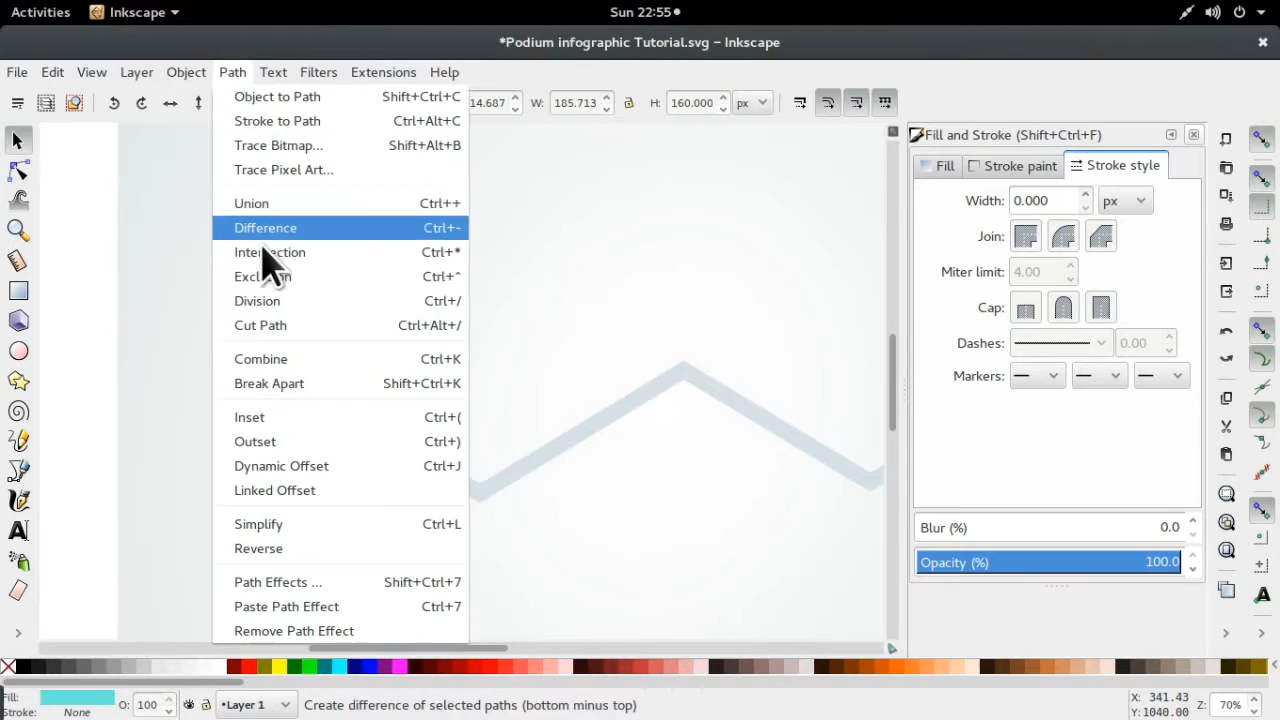 Activities Inkscape Sun 22:55
*Podium infographic Tutorial.svg – Inkscape
File Edit View Layer Object Path Text Filters Extensions Help
14.687 W: 185.713 H: 160.000 px
Object to Path Shift+Ctrl+C
Stroke to Path Ctrl+Alt+C
Trace Bitmap... Shift+Alt+B
Trace Pixel Art...
Union Ctrl++
Difference Ctrl+-
Intersection Ctrl+*
Exclusion Ctrl+^
Division Ctrl+/
Cut Path Ctrl+Alt+/
Combine Ctrl+K
Break Apart Shift+Ctrl+K
Inset Ctrl+(
Outset Ctrl+)
Dynamic Offset Ctrl+J
Linked Offset
Simplify Ctrl+L
Reverse
Path Effects ... Shift+Ctrl+7
Paste Path Effect Ctrl+7
Remove Path Effect
Fill and Stroke (Shift+Ctrl+F)
Fill Stroke paint Stroke style
Width: 0.000 px
Join:
Miter limit: 4.00
Cap:
Dashes: 0.00
Markers:
Blur (%) 0.0
Opacity (%) 100.0
Fill: O: 100 •Layer 1 Create difference of selected paths (bottom minus top) X: 341.43 Z: 70%
Stroke: None Y: 1040.00